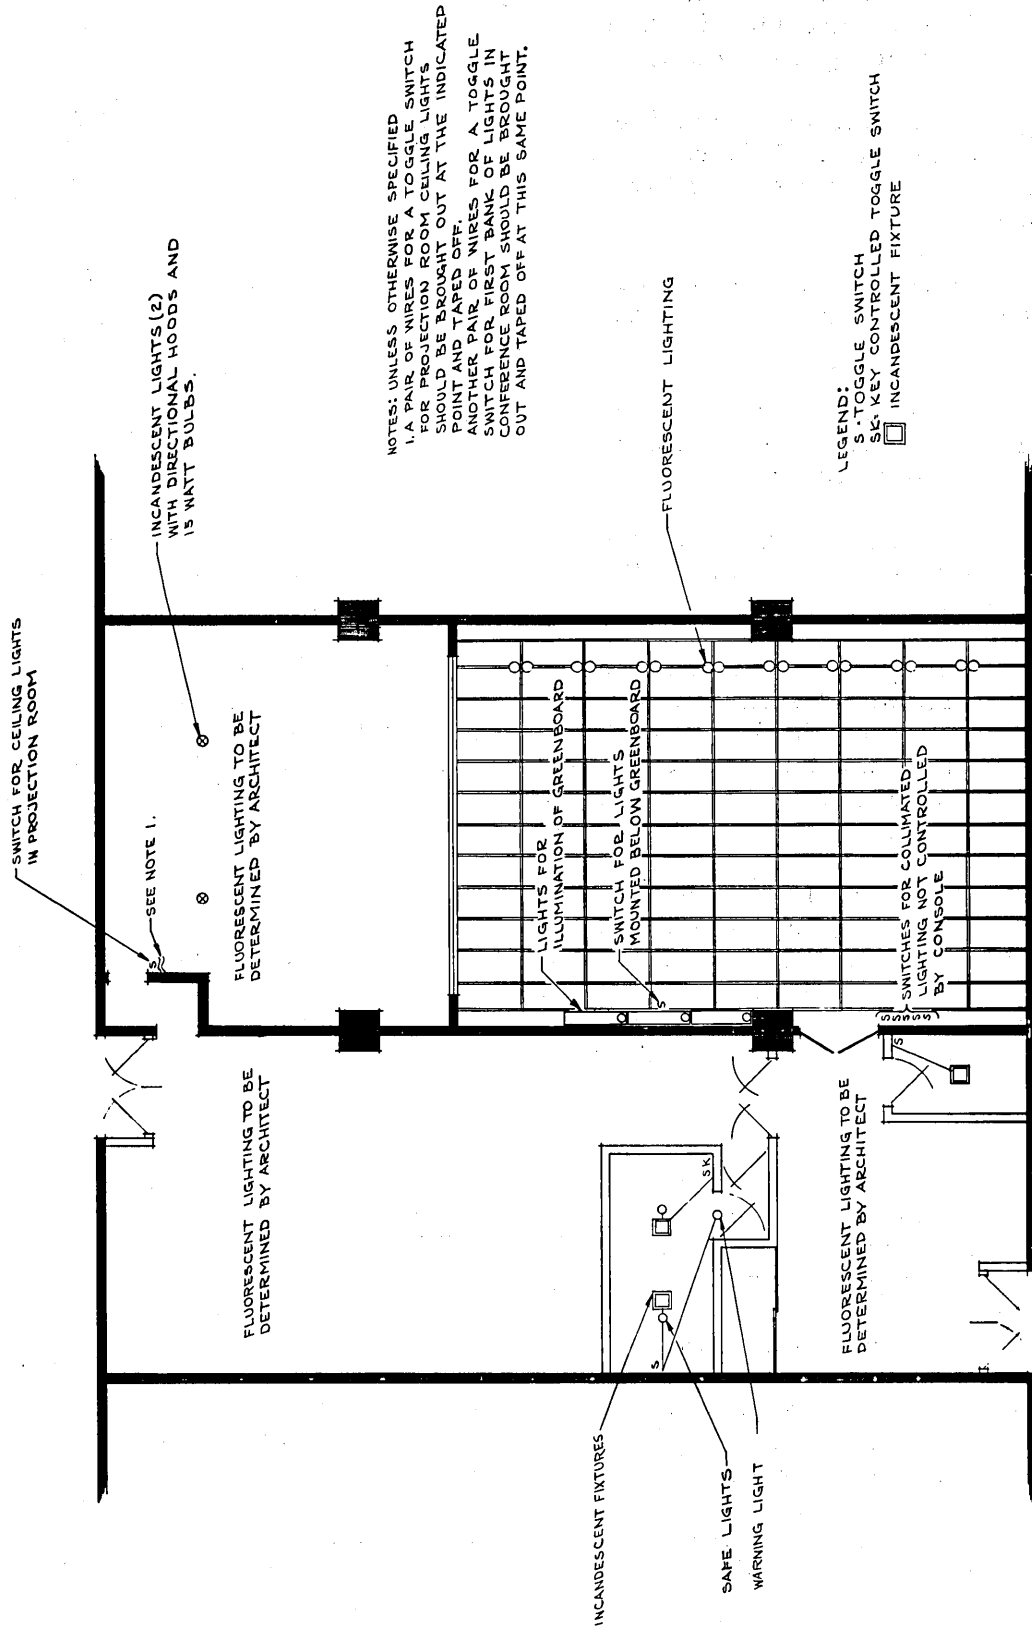 SWITCH FOR CEILING LIGHTS
IN PROJECTION ROOM
SEE NOTE 1.
S
INCANDESCENT LIGHTS (2)
WITH DIRECTIONAL HOODS AND
15 WATT BULBS.
FLUORESCENT LIGHTING TO BE
DETERMINED BY ARCHITECT
FLUORESCENT LIGHTING TO BE
DETERMINED BY ARCHITECT
NOTES: UNLESS OTHERWISE SPECIFIED
1. A PAIR OF WIRES FOR A TOGGLE SWITCH
FOR PROJECTION ROOM CEILING LIGHTS
SHOULD BE BROUGHT OUT AT THE INDICATED
POINT AND TAPED OFF.
ANOTHER PAIR OF WIRES FOR A TOGGLE
SWITCH FOR FIRST BANK OF LIGHTS IN
CONFERENCE ROOM SHOULD BE BROUGHT
OUT AND TAPED OFF AT THIS SAME POINT.
LIGHTS FOR
ILLUMINATION OF GREENBOARD
SWITCH FOR LIGHTS
MOUNTED BELOW GREENBOARD
S
FLUORESCENT LIGHTING
INCANDESCENT FIXTURES
SAFE LIGHTS
WARNING LIGHT
S
SK
FLUORESCENT LIGHTING TO BE
DETERMINED BY ARCHITECT
S
SSSSS
SWITCHES FOR COLLIMATED
LIGHTING NOT CONTROLLED
BY CONSOLE
LEGEND:
S - TOGGLE SWITCH
SK- KEY CONTROLLED TOGGLE SWITCH
INCANDESCENT FIXTURE